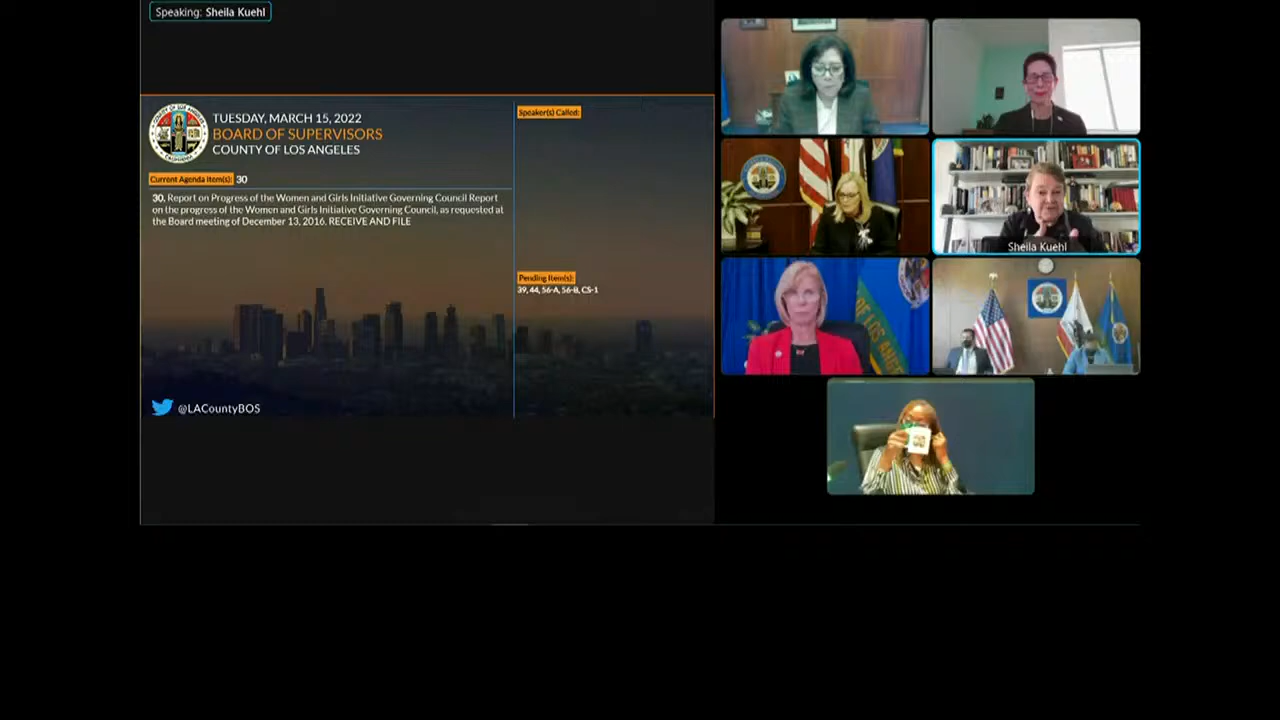 Speaking: Sheila Kuehl
TUESDAY, MARCH 15, 2022
BOARD OF SUPERVISORS
COUNTY OF LOS ANGELES
Current Agenda Item(s): 30
30. Report on Progress of the Women and Girls Initiative Governing Council Report
on the progress of the Women and Girls Initiative Governing Council, as requested at
the Board meeting of December 13, 2016. RECEIVE AND FILE
@LACountyBOS
Speaker(s) Called:
Pending Item(s):
39, 44, 56-A, 56-B, CS-1
Sheila Kuehl